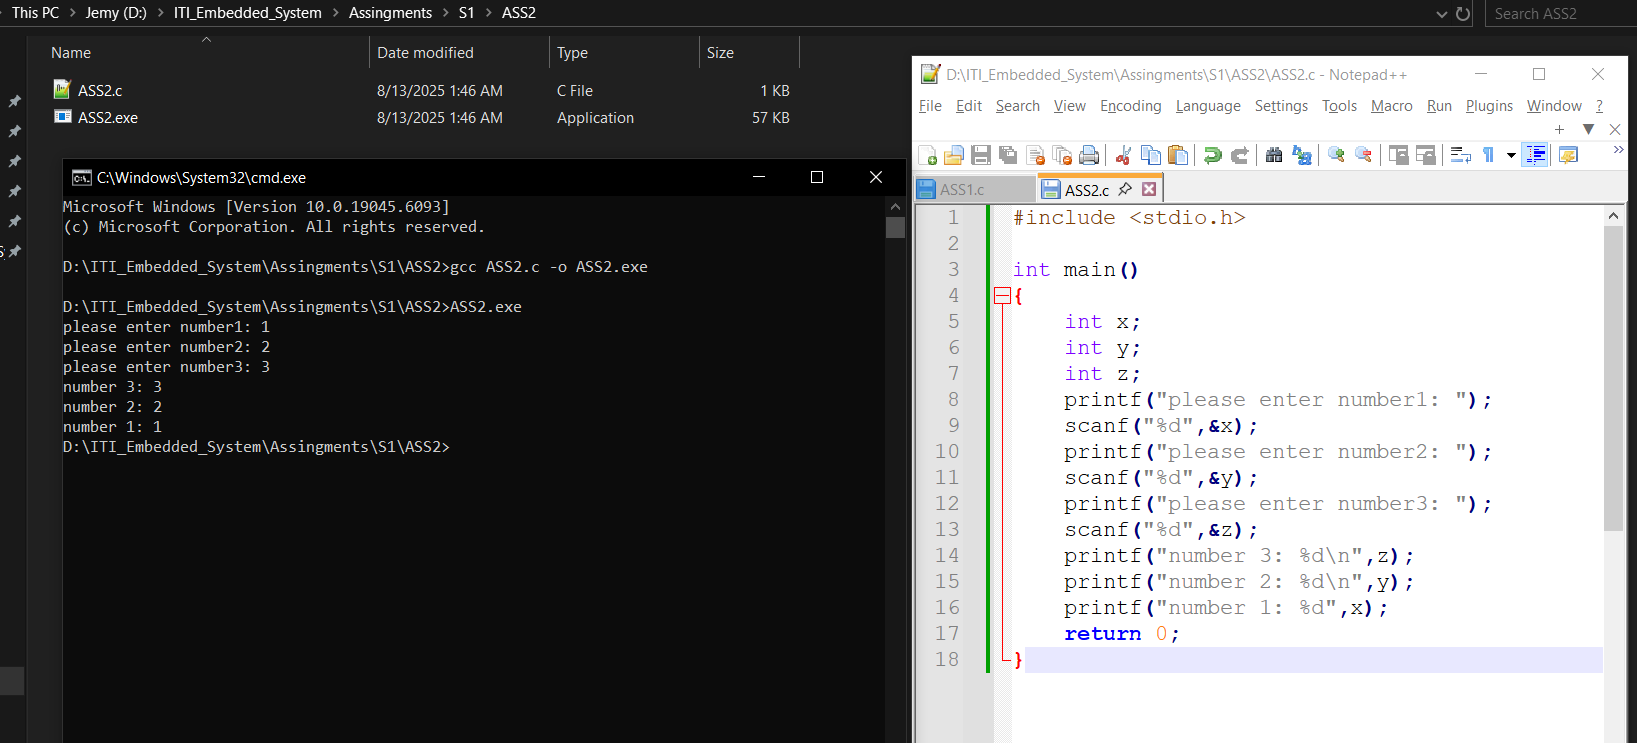 This PC > Jemy (D:) > ITI_Embedded_System > Assingments > S1 > ASS2
Search ASS2
Name Date modified Type Size
ASS2.c 8/13/2025 1:46 AM C File 1 KB
ASS2.exe 8/13/2025 1:46 AM Application 57 KB
C:\Windows\System32\cmd.exe
Microsoft Windows [Version 10.0.19045.6093]
(c) Microsoft Corporation. All rights reserved.
D:\ITI_Embedded_System\Assingments\S1\ASS2>gcc ASS2.c -o ASS2.exe
D:\ITI_Embedded_System\Assingments\S1\ASS2>ASS2.exe
please enter number1: 1
please enter number2: 2
please enter number3: 3
number 3: 3
number 2: 2
number 1: 1
D:\ITI_Embedded_System\Assingments\S1\ASS2>
D:\ITI_Embedded_System\Assingments\S1\ASS2\ASS2.c - Notepad++
File Edit Search View Encoding Language Settings Tools Macro Run Plugins Window ?
ASS1.c ASS2.c
1 #include <stdio.h>
2
3 int main()
4 {
5 int x;
6 int y;
7 int z;
8 printf("please enter number1: ");
9 scanf("%d",&x);
10 printf("please enter number2: ");
11 scanf("%d",&y);
12 printf("please enter number3: ");
13 scanf("%d",&z);
14 printf("number 3: %d\n",z);
15 printf("number 2: %d\n",y);
16 printf("number 1: %d",x);
17 return 0;
18 }